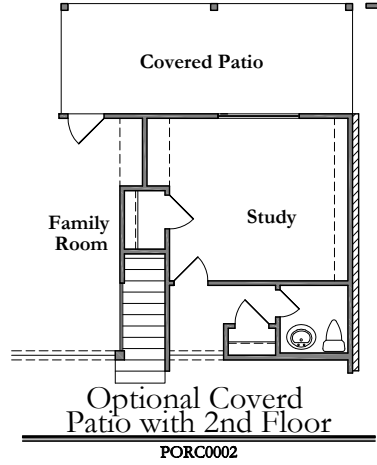 Covered Patio
Family
Room
Study
Optional Coverd
Patio with 2nd Floor
PORC0002